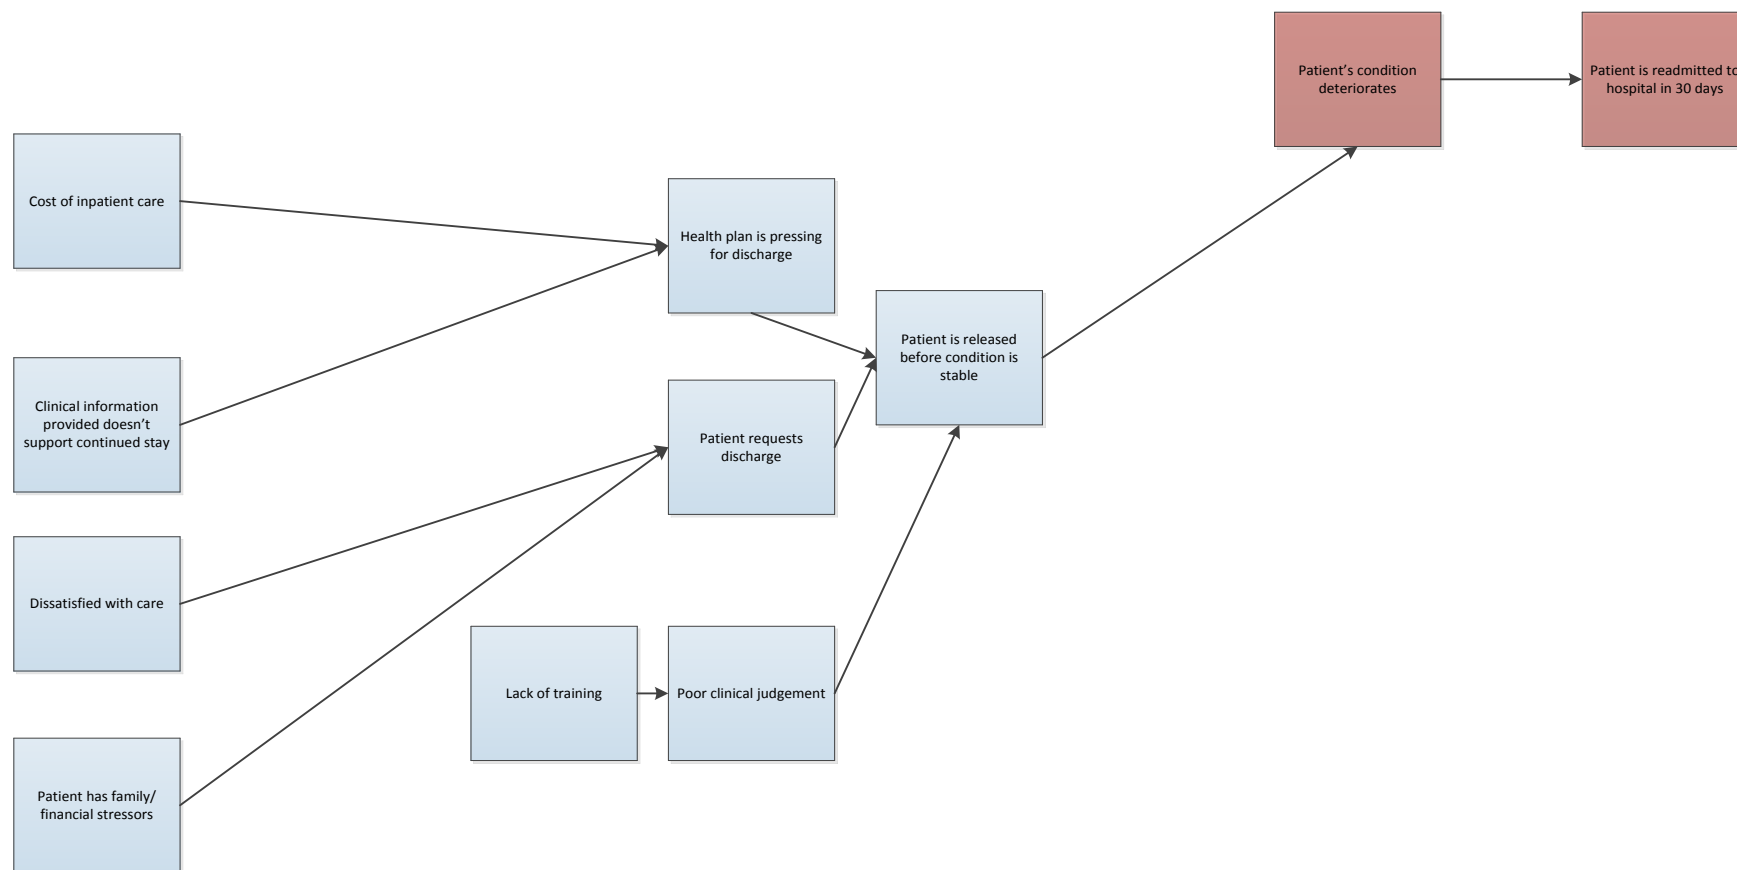 Patient’s condition
deteriorates
Patient is readmitted to
hospital in 30 days
Cost of inpatient care
Health plan is pressing
for discharge
Patient is released
before condition is
stable
Clinical information
provided doesn’t
support continued stay
Patient requests
discharge
Dissatisfied with care
Lack of training
Poor clinical judgement
Patient has family/
financial stressors